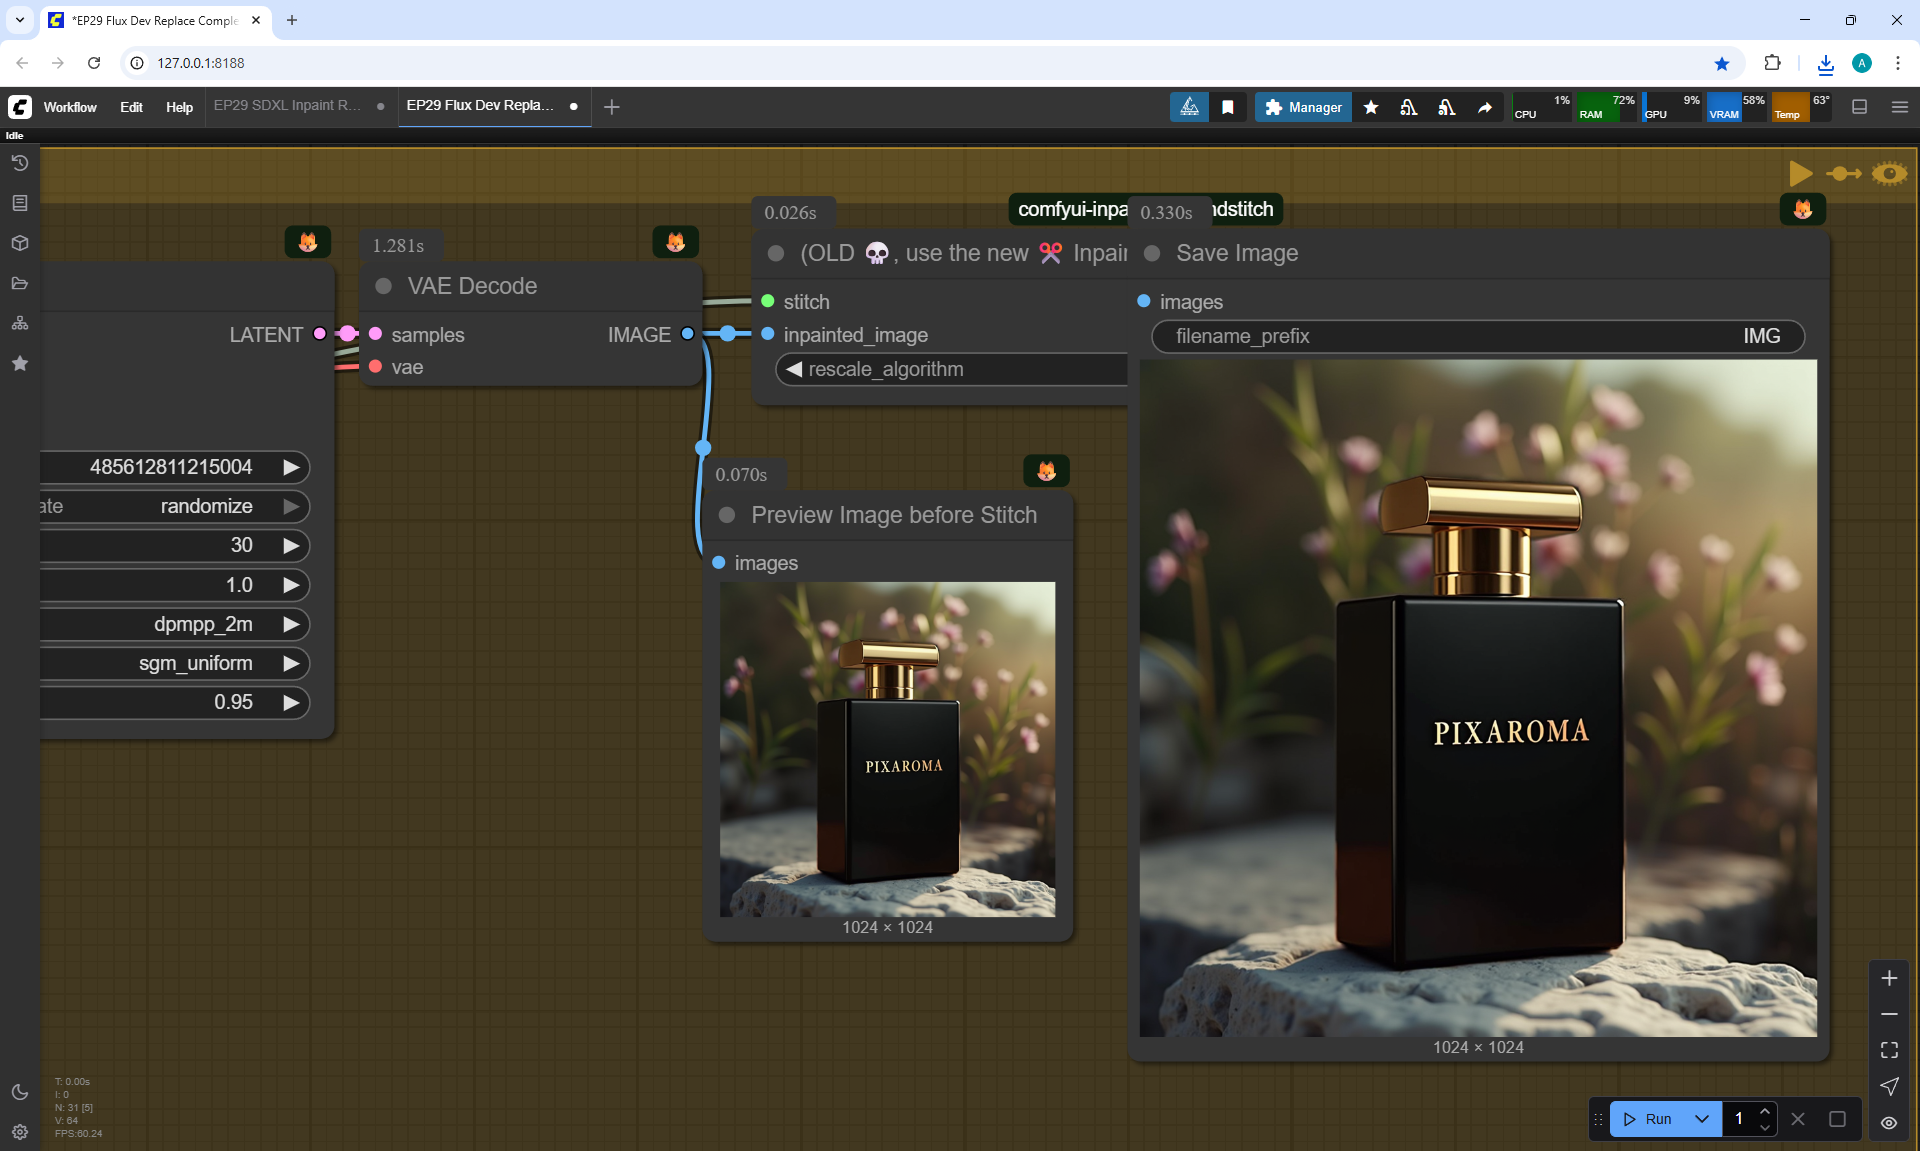 *EP29 Flux Dev Replace Comple
127.0.0.1:8188
Workflow
Edit
Help
EP29 SDXL Inpaint R...
EP29 Flux Dev Repla...
Manager
1%
CPU
72%
RAM
9%
GPU
58%
VRAM
63°
Temp
Idle
LATENT
485612811215004
ate
randomize
30
1.0
dpmpp_2m
sgm_uniform
0.95
1.281s
VAE Decode
samples
IMAGE
vae
0.026s
comfyui-inpa
ndstitch
(OLD 💀, use the new ✂️ Inpair
stitch
inpainted_image
rescale_algorithm
0.070s
Preview Image before Stitch
images
PIXAROMA
1024 × 1024
0.330s
Save Image
images
filename_prefix
IMG
PIXAROMA
1024 × 1024
T: 0.00s
I: 0
N: 31 [5]
V: 64
FPS:60.24
Run
1
A